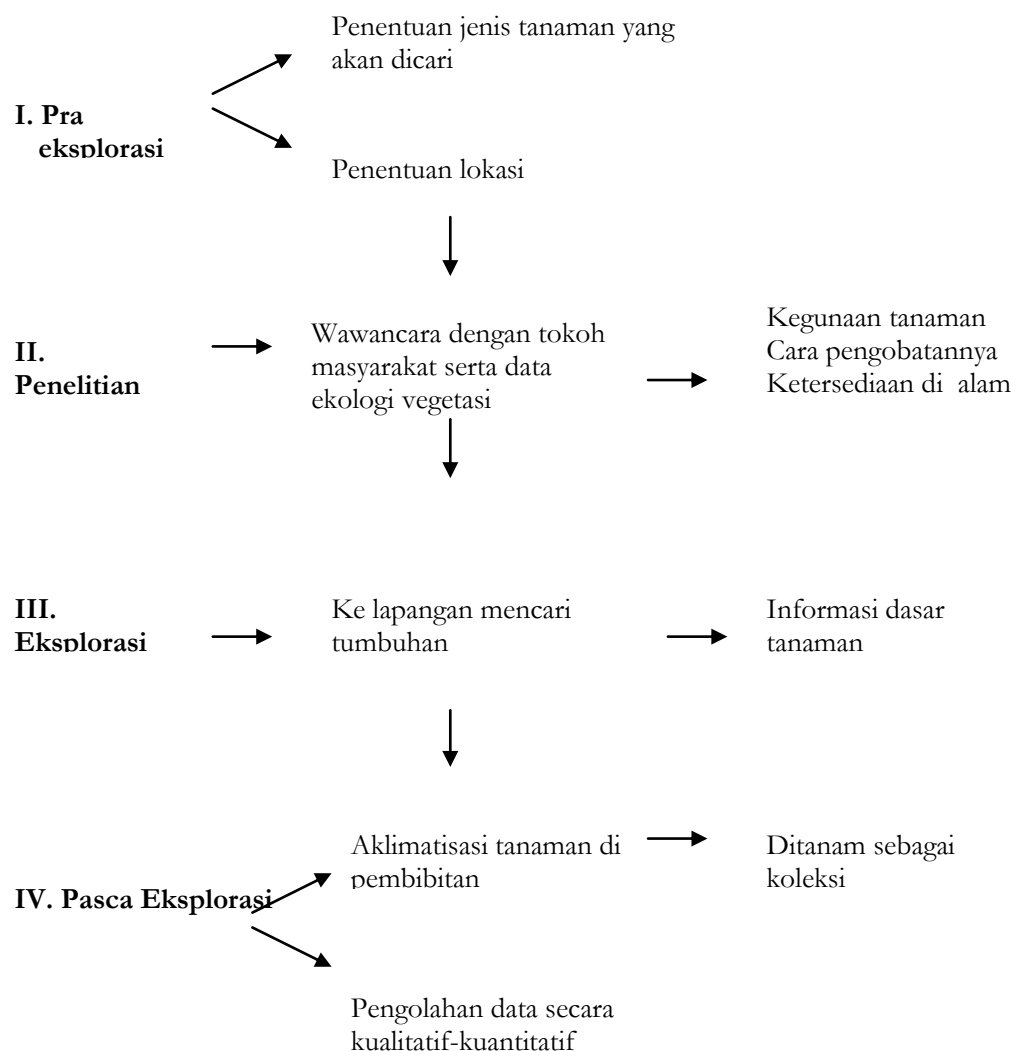 Penentuan jenis tanaman yang
akan dicari
I. Pra
eksplorasi
Penentuan lokasi
II.
Penelitian
Wawancara dengan tokoh
masyarakat serta data
ekologi vegetasi
Kegunaan tanaman
Cara pengobatannya
Ketersediaan di alam
III.
Eksplorasi
Ke lapangan mencari
tumbuhan
Informasi dasar
tanaman
IV. Pasca Eksplorasi
Aklimatisasi tanaman di
pembibitan
Ditanam sebagai
koleksi
Pengolahan data secara
kualitatif-kuantitatif